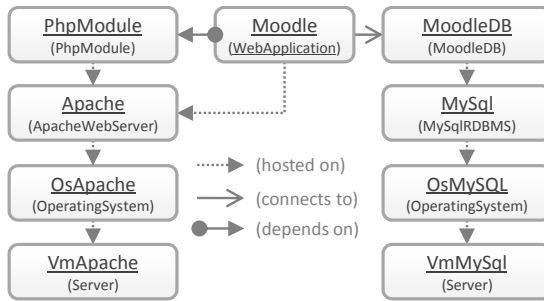 PhpModule
(PhpModule)
Moodle
(WebApplication)
MoodleDB
(MoodleDB)
Apache
(ApacheWebServer)
MySql
(MySqlRDBMS)
OsApache
(OperatingSystem)
(hosted on)
(connects to)
(depends on)
OsMySQL
(OperatingSystem)
VmApache
(Server)
VmMySql
(Server)